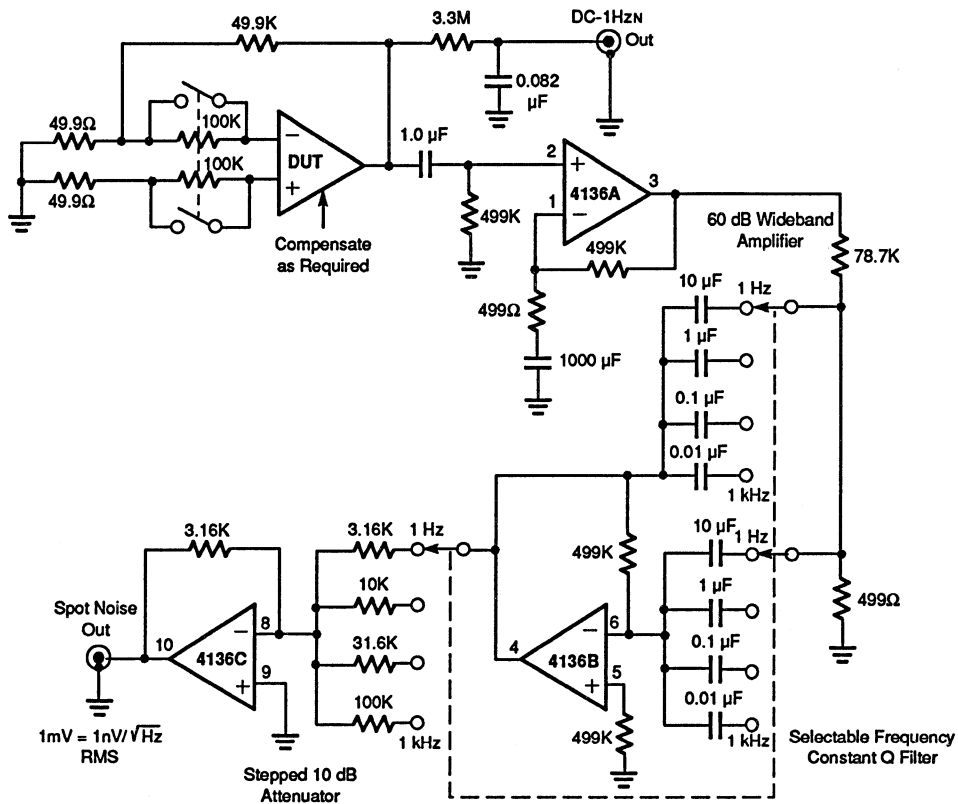 49.9K
3.3M
DC-1HzN
Out
0.082
µF
49.9Ω
100K
100K
49.9Ω
−
DUT
+
Compensate
as Required
1.0 µF
499K
2
+
4136A
3
1
−
499K
499Ω
1000 µF
60 dB Wideband
Amplifier
78.7K
10 µF
1 Hz
1 µF
0.1 µF
0.01 µF
1 kHz
10 µF
1 Hz
1 µF
0.1 µF
0.01 µF
1 kHz
499Ω
499K
6
−
4136B
4
+
5
499K
3.16K
1 Hz
10K
31.6K
100K
1 kHz
3.16K
Spot Noise
Out
10
8
−
4136C
9
+
1mV = 1nV/√Hz
RMS
Stepped 10 dB
Attenuator
Selectable Frequency
Constant Q Filter